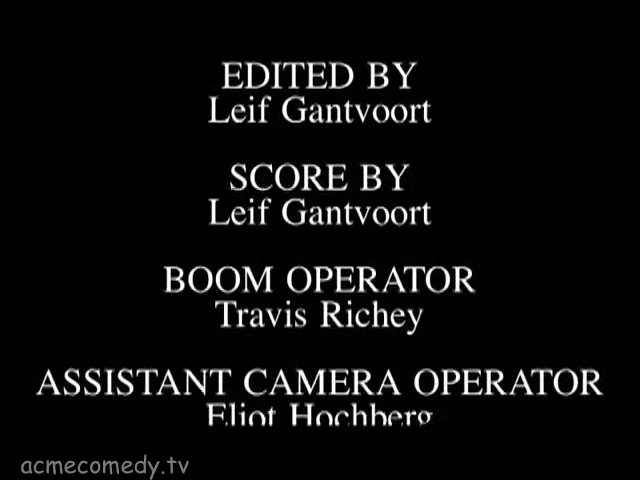 EDITED BY
Leif Gantvoort
SCORE BY
Leif Gantvoort
BOOM OPERATOR
Travis Richey
ASSISTANT CAMERA OPERATOR
Eliot Hochberg
acmecomedy.tv